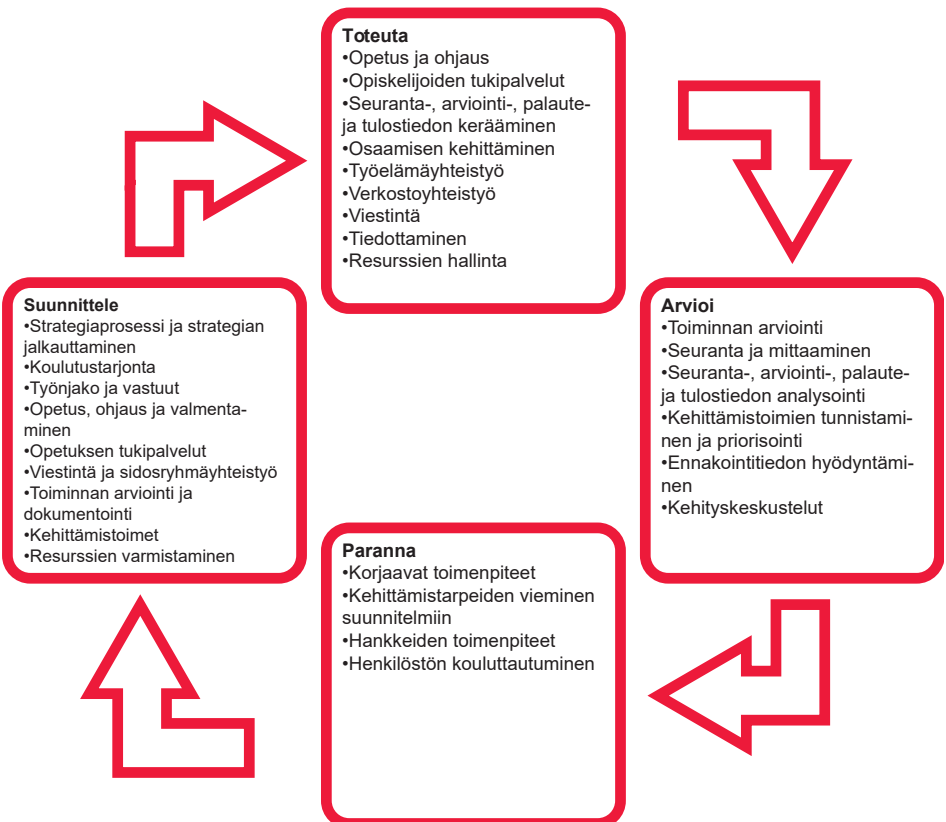 Toteuta
•Opetus ja ohjaus
•Opiskelijoiden tukipalvelut
•Seuranta-, arviointi-, palaute-
ja tulostiedon kerääminen
•Osaamisen kehittäminen
•Työelämäyhteistyö
•Verkostoyhteistyö
•Viestintä
•Tiedottaminen
•Resurssien hallinta
Suunnittele
•Strategiaprosessi ja strategian
jalkauttaminen
•Koulutustarjonta
•Työnjako ja vastuut
•Opetus, ohjaus ja valmenta-
minen
•Opetuksen tukipalvelut
•Viestintä ja sidosryhmäyhteistyö
•Toiminnan arviointi ja
dokumentointi
•Kehittämistoimet
•Resurssien varmistaminen
Arvioi
•Toiminnan arviointi
•Seuranta ja mittaaminen
•Seuranta-, arviointi-, palaute-
ja tulostiedon analysointi
•Kehittämistoimien tunnistami-
nen ja priorisointi
•Ennakointitiedon hyödyntämi-
nen
•Kehityskeskustelut
Paranna
•Korjaavat toimenpiteet
•Kehittämistarpeiden vieminen
suunnitelmiin
•Hankkeiden toimenpiteet
•Henkilöstön kouluttautuminen